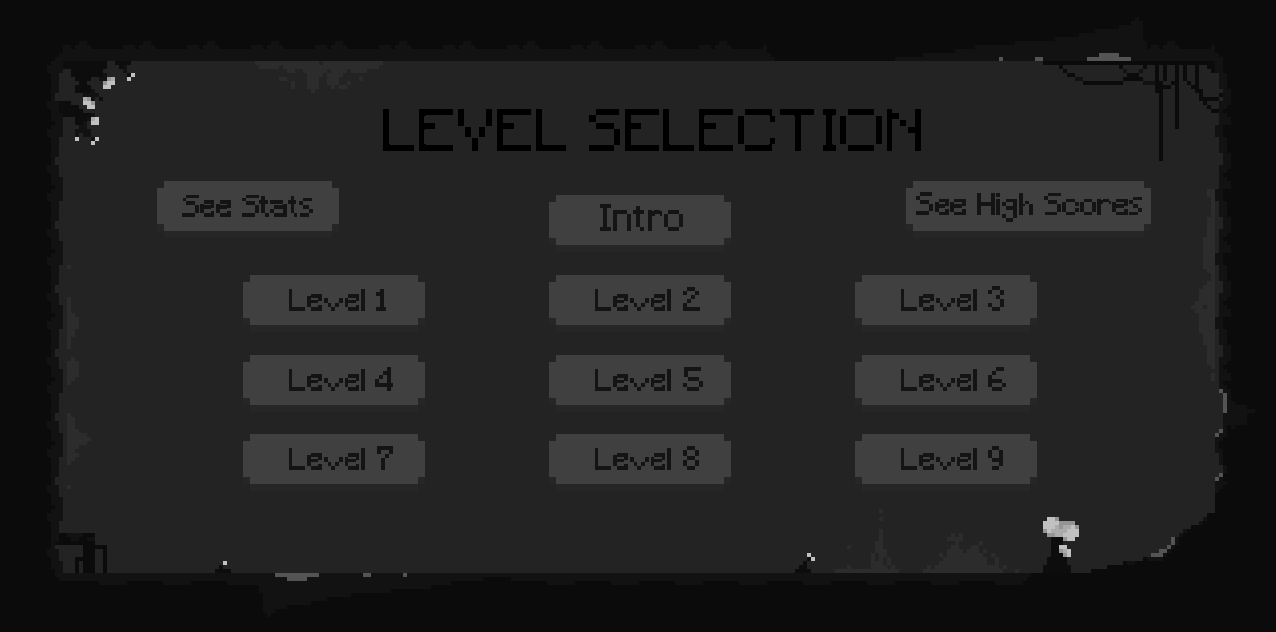 LEVEL SELECTION
See Stats
Intro
See High Scores
Level 1
Level 2
Level 3
Level 4
Level 5
Level 6
Level 7
Level 8
Level 9